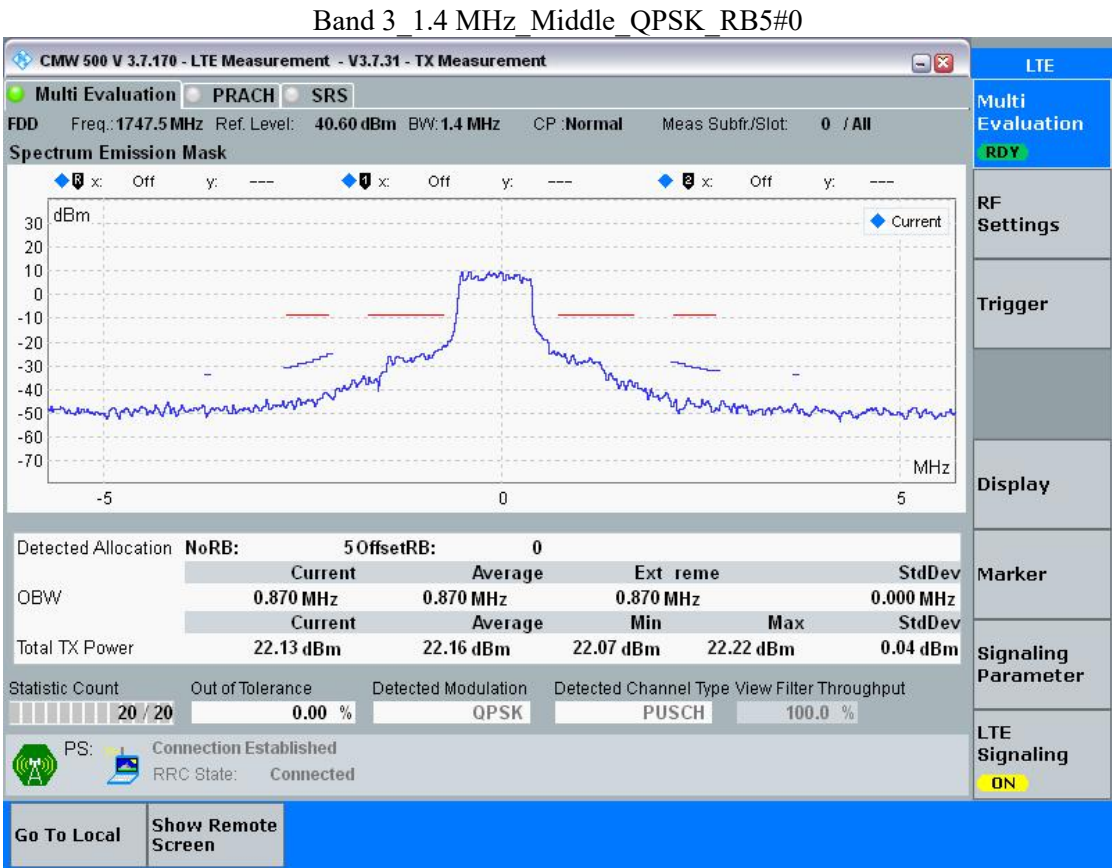 Band 3_1.4 MHz_Middle_QPSK_RB5#0
CMW 500 V 3.7.170 - LTE Measurement - V3.7.31 - TX Measurement
LTE
Multi Evaluation PRACH SRS
Multi Evaluation
RDY
FDD Freq.: 1747.5 MHz Ref. Level: 40.60 dBm BW: 1.4 MHz CP : Normal Meas Subfr./Slot: 0 / All
Spectrum Emission Mask
R x: Off y: --- 1 x: Off y: --- 2 x: Off y: ---
dBm
Current
30
20
10
0
-10
-20
-30
-40
-50
-60
-70
MHz
-5 0 5
RF Settings
Trigger
Display
Marker
Signaling Parameter
LTE Signaling
ON
Detected Allocation NoRB: 5 OffsetRB: 0
Current Average Ext reme StdDev
OBW 0.870 MHz 0.870 MHz 0.870 MHz 0.000 MHz
Current Average Min Max StdDev
Total TX Power 22.13 dBm 22.16 dBm 22.07 dBm 22.22 dBm 0.04 dBm
Statistic Count Out of Tolerance Detected Modulation Detected Channel Type View Filter Throughput
20 / 20 0.00 % QPSK PUSCH 100.0 %
PS: Connection Established
RRC State: Connected
Go To Local Show Remote Screen